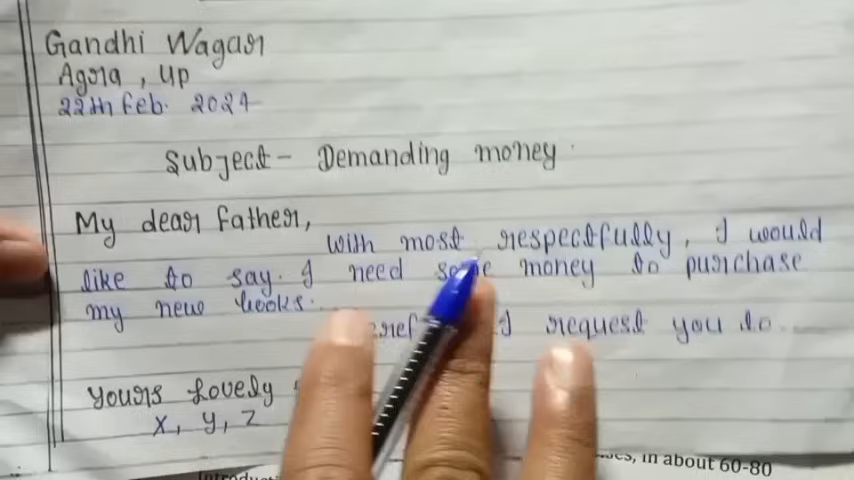 Gandhi Wagar
Agra, UP
22th Feb. 2024
Subject - Demanding money.
My dear Father,
with most respectfully, I would
like to say. I need some money to purchase
my new books.
I request you to
Yours Lovely
X, Y, Z
in about 60-80